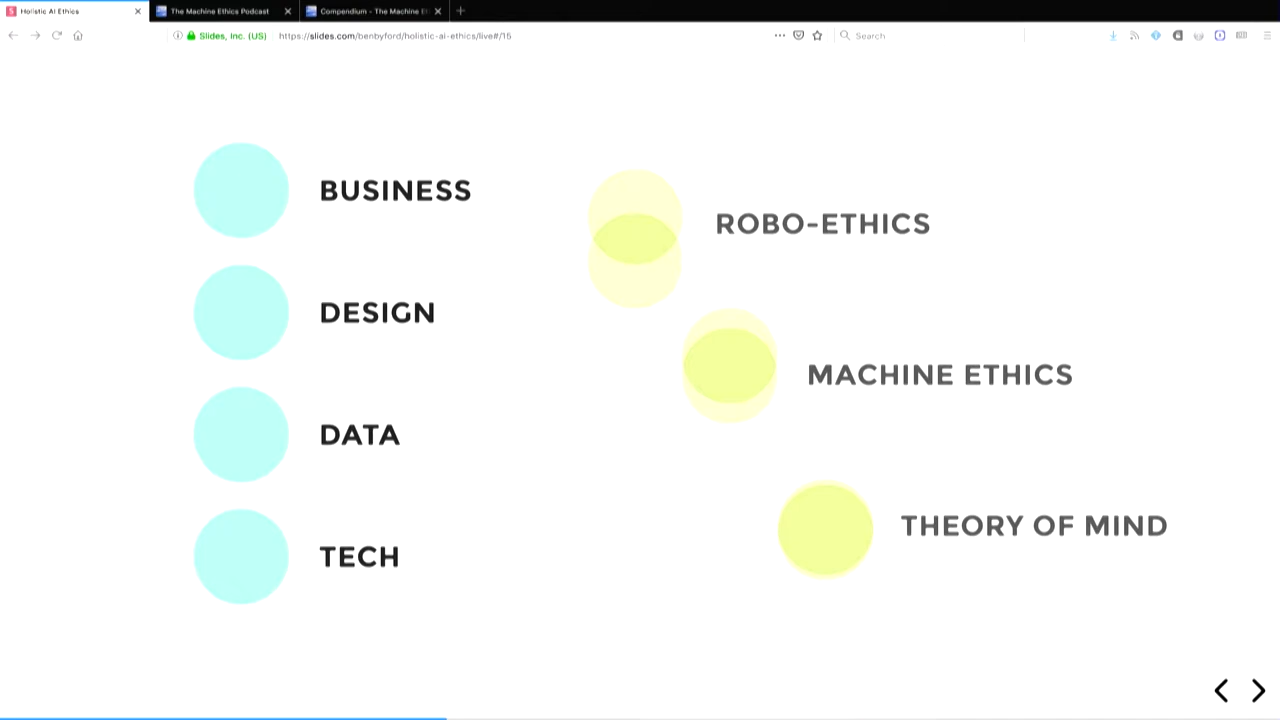 Holistic AI Ethics
The Machine Ethics Podcast
Compendium - The Machine Et
Slides, Inc. (US)
https://slides.com/benbyford/holistic-ai-ethics/live#/15
Search
BUSINESS
DESIGN
DATA
TECH
ROBO-ETHICS
MACHINE ETHICS
THEORY OF MIND